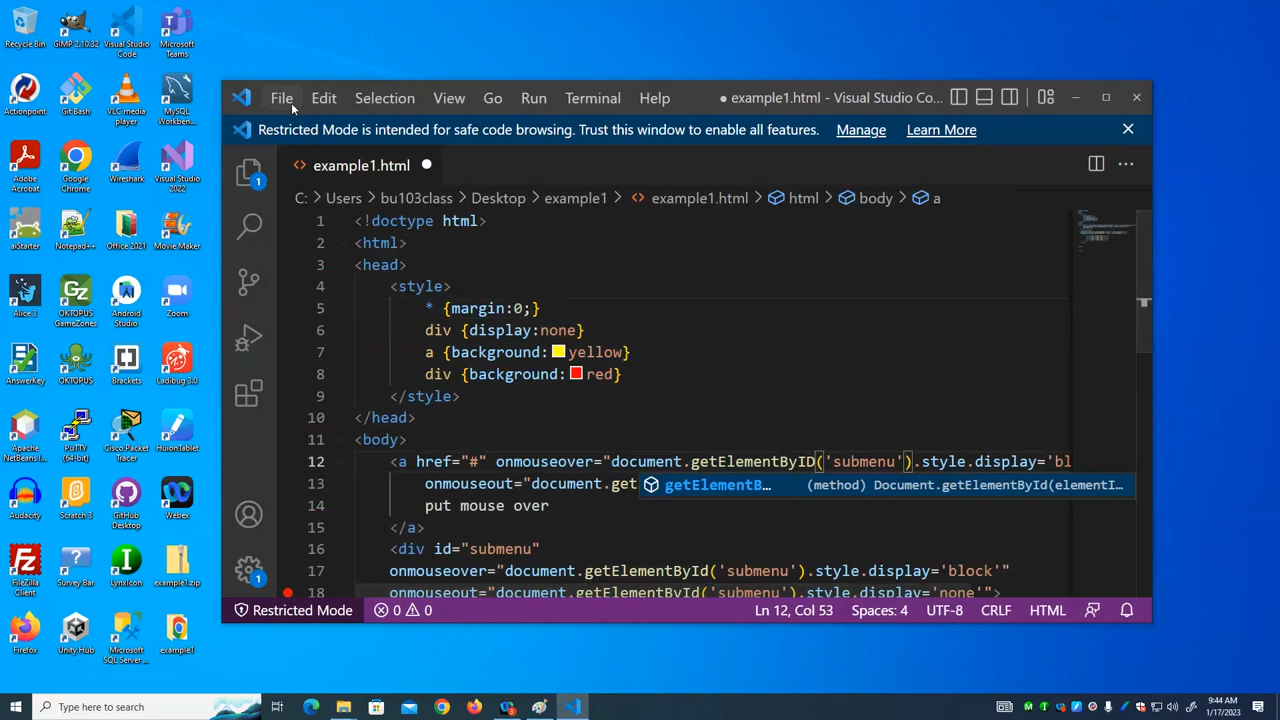 Recycle Bin
GIMP 2.10.32
Visual Studio Code
Microsoft Teams
Actionpoint
Git Bash
VLC media player
MySQL Workben...
Adobe Acrobat
Google Chrome
Wireshark
Visual Studio 2022
aiStarter
Notepad++
Office 2021
Movie Maker
Alice 3
OKTOPUS GameZones
Android Studio
Zoom
AnswerKey
OKTOPUS
Brackets
Ladibug 3.0
Apache NetBeans I...
PuTTY (64-bit)
Cisco Packet Tracer
HuionTablet
Audacity
Scratch 3
GitHub Desktop
Webex
FileZilla Client
Survey Bar
LynxIcon
example1.zip
Firefox
Unity Hub
Microsoft SQL Server ...
example1
File Edit Selection View Go Run Terminal Help ● example1.html - Visual Studio Co...
Restricted Mode is intended for safe code browsing. Trust this window to enable all features. Manage Learn More
<> example1.html ●
C: > Users > bu103class > Desktop > example1 > <> example1.html > html > body > a
1 <!doctype html>
2 <html>
3 <head>
4 <style>
5 * {margin:0;}
6 div {display:none}
7 a {background:yellow}
8 div {background:red}
9 </style>
10 </head>
11 <body>
12 <a href="#" onmouseover="document.getElementByID('submenu').style.display='bl
13 onmouseout="document.get
getElementB... (method) Document.getElementById(elementI...
14 put mouse over
15 </a>
16 <div id="submenu"
17 onmouseover="document.getElementById('submenu').style.display='block'"
18 onmouseout="document.getElementById('submenu').style.display='none'">
1
1
Restricted Mode 0 0 Ln 12, Col 53 Spaces: 4 UTF-8 CRLF HTML
Type here to search
9:44 AM
1/17/2023